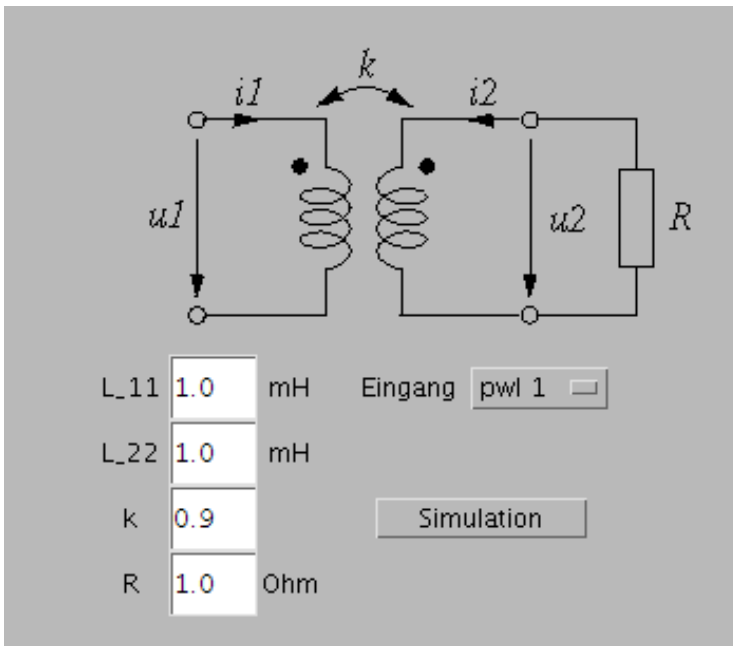 k
i1 i2
u1 u2 R
L_11 1.0 mH Eingang pwl 1
L_22 1.0 mH
k 0.9 Simulation
R 1.0 Ohm